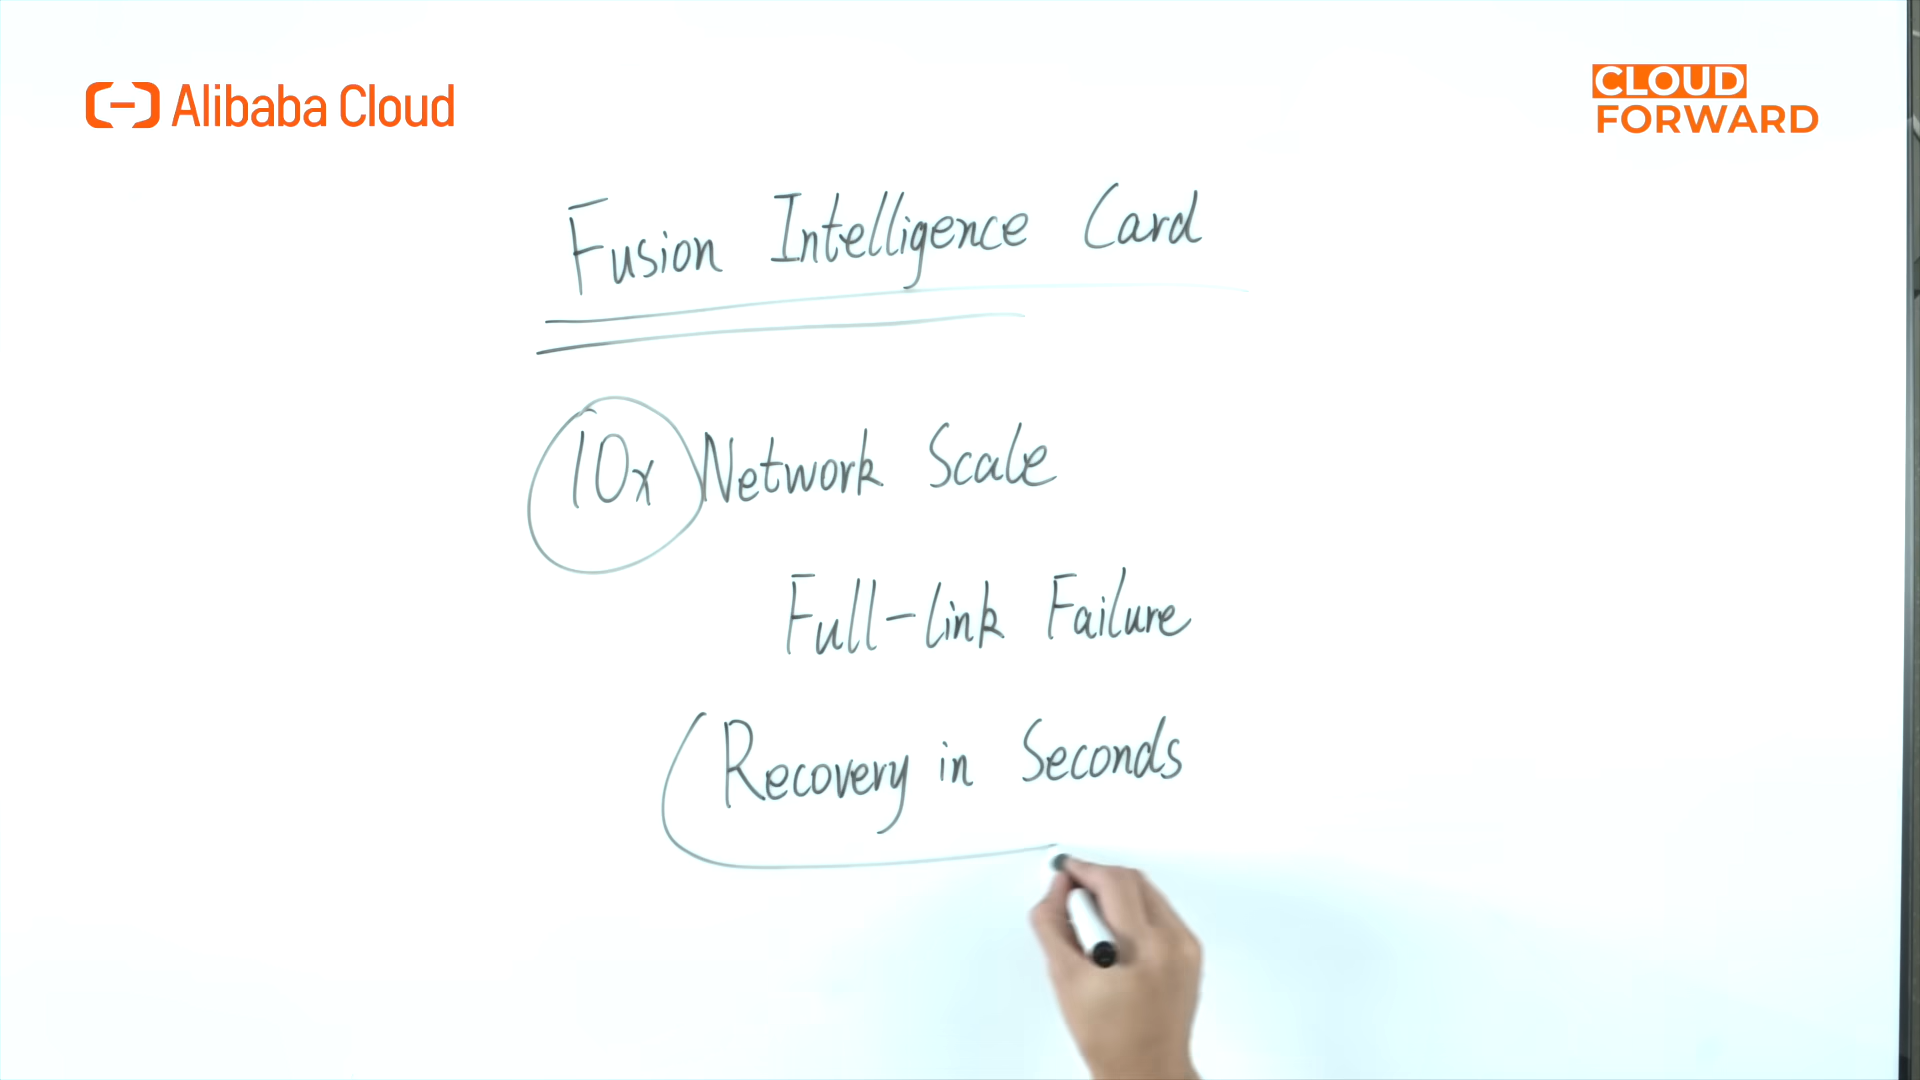 Alibaba Cloud
CLOUD
FORWARD
Fusion Intelligence Card
10x Network Scale
Full-link Failure
Recovery in Seconds